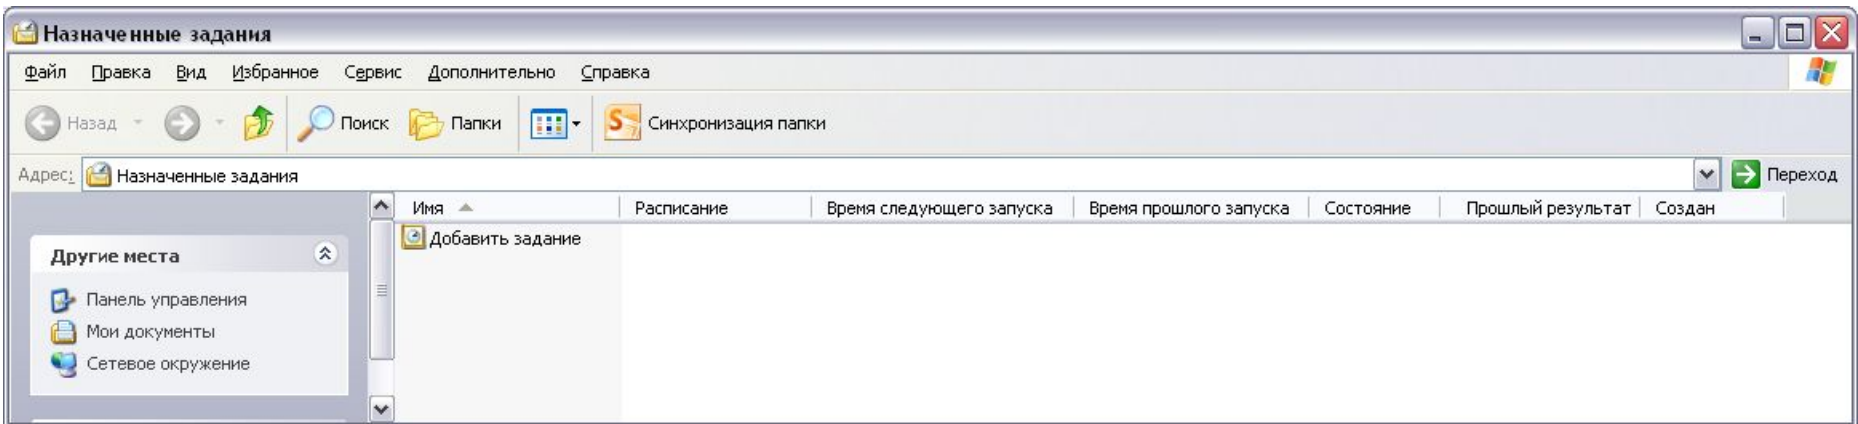 Назначенные задания
Файл Правка Вид Избранное Сервис Дополнительно Справка
Назад Поиск Папки Синхронизация папки
Адрес: Назначенные задания Переход
Имя Расписание Время следующего запуска Время прошлого запуска Состояние Прошлый результат Создан
Добавить задание
Другие места
Панель управления
Мои документы
Сетевое окружение